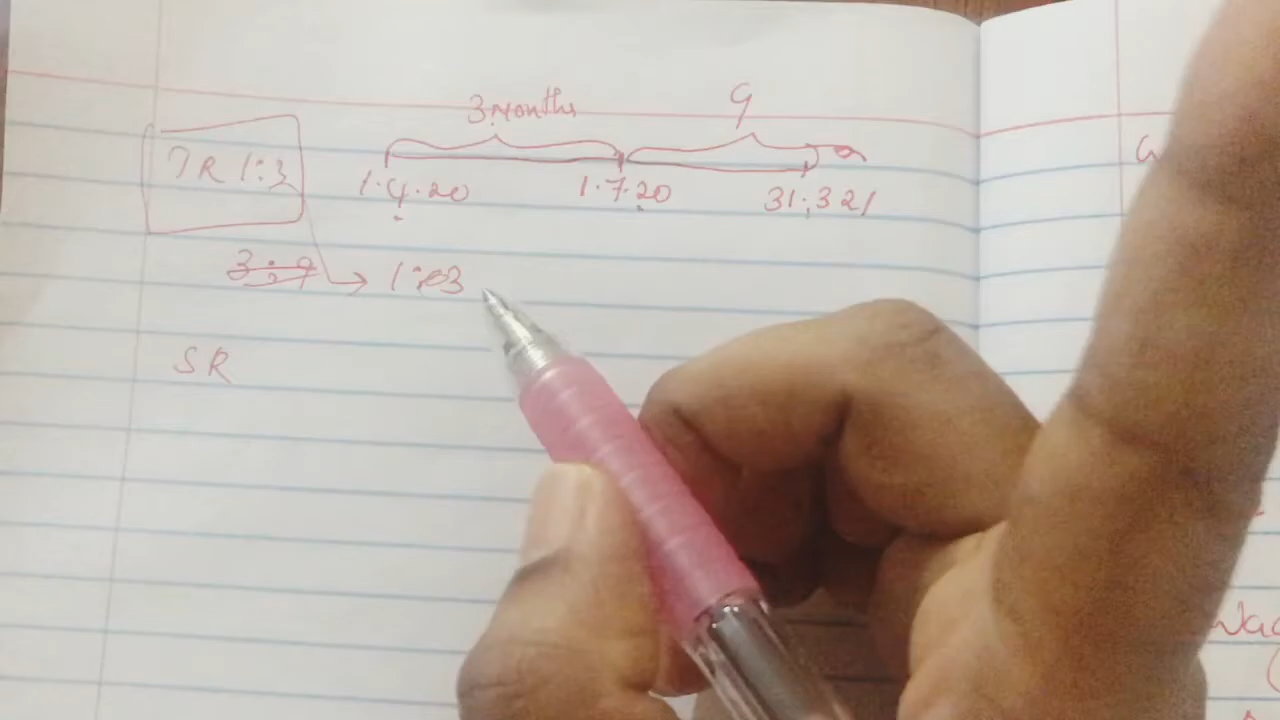 3 Months 9
TR 1:3
1.4.20 1.7.20 31.3 21
3:9 → 1:3
SR